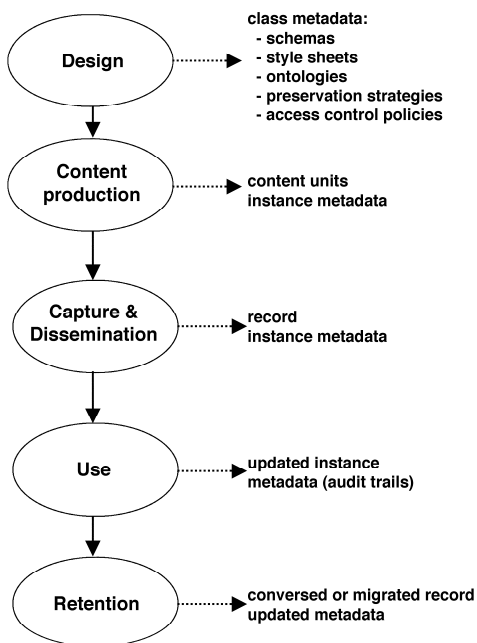 Design
class metadata:
- schemas
- style sheets
- ontologies
- preservation strategies
- access control policies
Content
production
content units
instance metadata
Capture &
Dissemination
record
instance metadata
Use
updated instance
metadata (audit trails)
Retention
conversed or migrated record
updated metadata